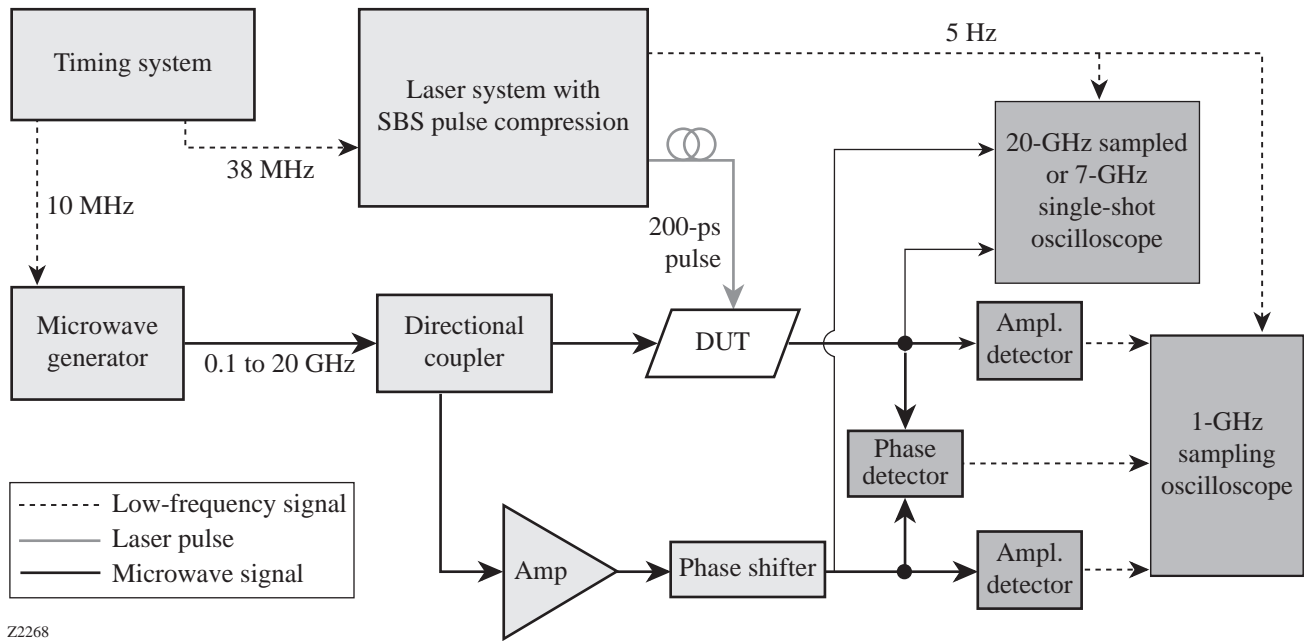 Timing system
Laser system with
SBS pulse compression
5 Hz
38 MHz
10 MHz
20-GHz sampled
or 7-GHz
single-shot
oscilloscope
200-ps
pulse
Microwave
generator
0.1 to 20 GHz
Directional
coupler
DUT
Ampl.
detector
Phase
detector
1-GHz
sampling
oscilloscope
Low-frequency signal
Laser pulse
Microwave signal
Amp
Phase shifter
Ampl.
detector
Z2268